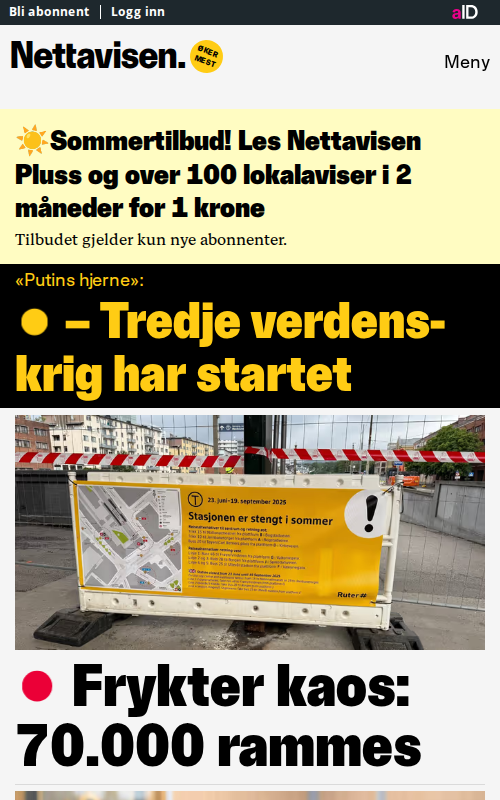 Bli abonnent
Logg inn
aID
Nettavisen.
ØKER
MEST
Meny
Sommertilbud! Les Nettavisen
Pluss og over 100 lokalaviser i 2
måneder for 1 krone
Tilbudet gjelder kun nye abonnenter.
«Putins hjerne»:
– Tredje verdens-
krig har startet
T 23. juni–19. september 2025
Stasjonen er stengt i sommer
!
Ruter#
Frykter kaos:
70.000 rammes